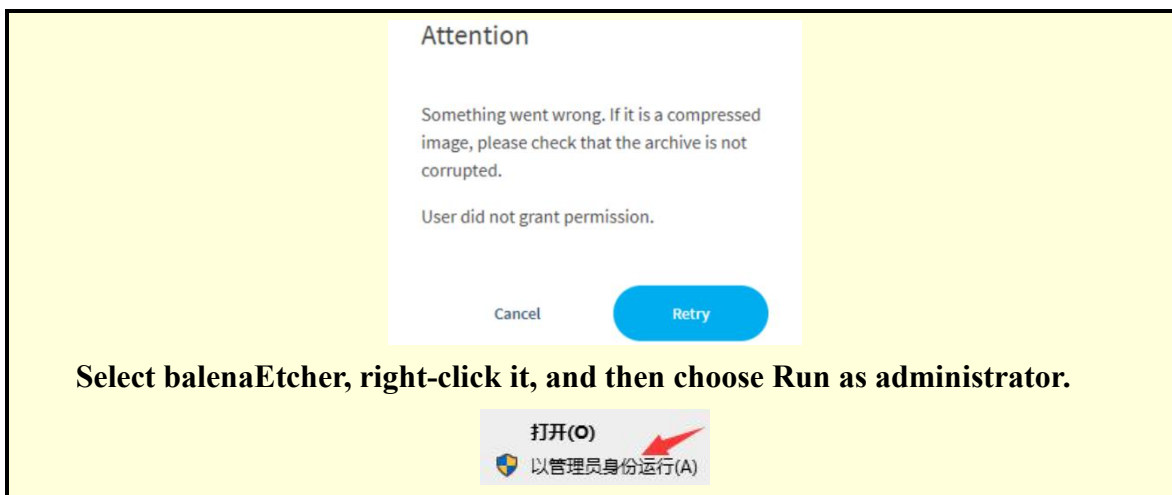 Attention
Something went wrong. If it is a compressed
image, please check that the archive is not
corrupted.
User did not grant permission.
Cancel
Retry
Select balenaEtcher, right-click it, and then choose Run as administrator.
打开(O)
以管理员身份运行(A)